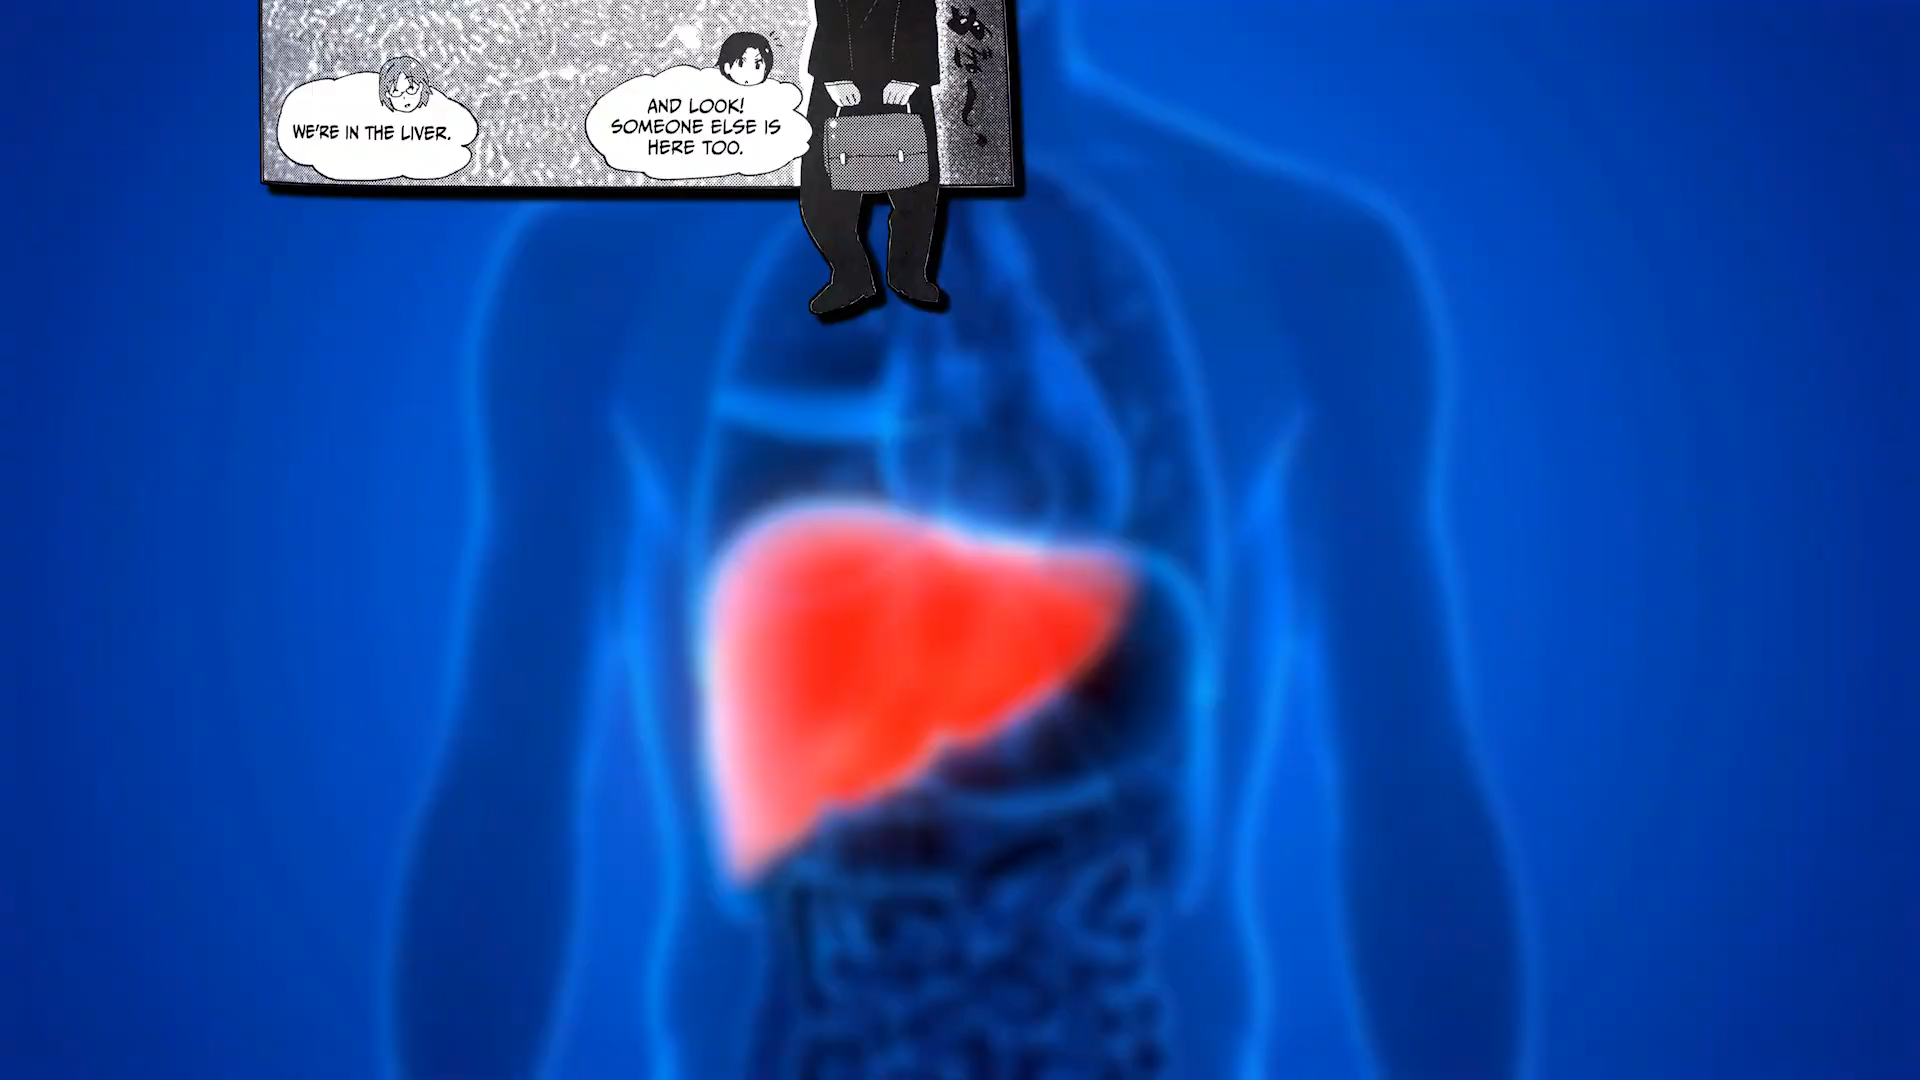 WE'RE IN THE LIVER.
AND LOOK!
SOMEONE ELSE IS
HERE TOO.